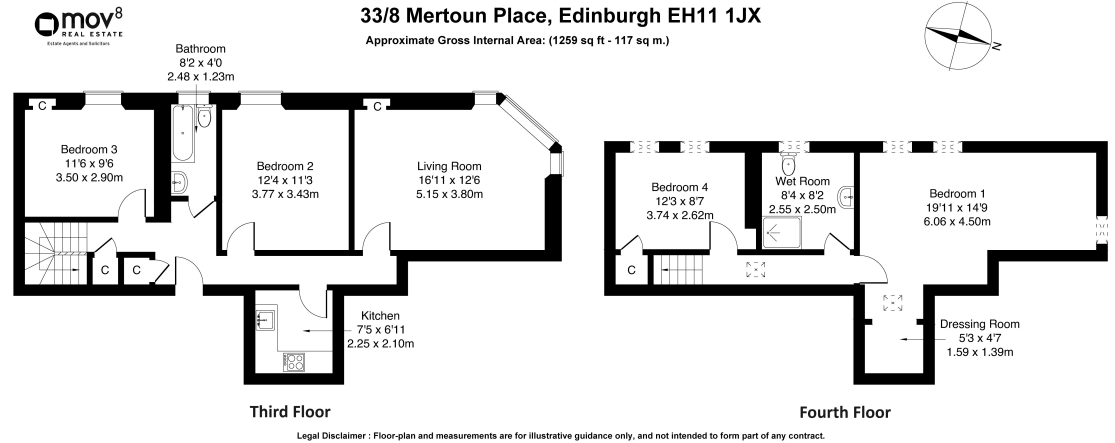 mov8
REAL ESTATE
Estate Agents and Solicitors
33/8 Mertoun Place, Edinburgh EH11 1JX
Approximate Gross Internal Area: (1259 sq ft - 117 sq m.)
N
Bathroom
8'2 x 4'0
2.48 x 1.23m
C
Bedroom 3
11'6 x 9'6
3.50 x 2.90m
Bedroom 2
12'4 x 11'3
3.77 x 3.43m
C
Living Room
16'11 x 12'6
5.15 x 3.80m
C
C
Kitchen
7'5 x 6'11
2.25 x 2.10m
Third Floor
Bedroom 4
12'3 x 8'7
3.74 x 2.62m
Wet Room
8'4 x 8'2
2.55 x 2.50m
Bedroom 1
19'11 x 14'9
6.06 x 4.50m
C
Dressing Room
5'3 x 4'7
1.59 x 1.39m
Fourth Floor
Legal Disclaimer : Floor-plan and measurements are for illustrative guidance only, and not intended to form part of any contract.